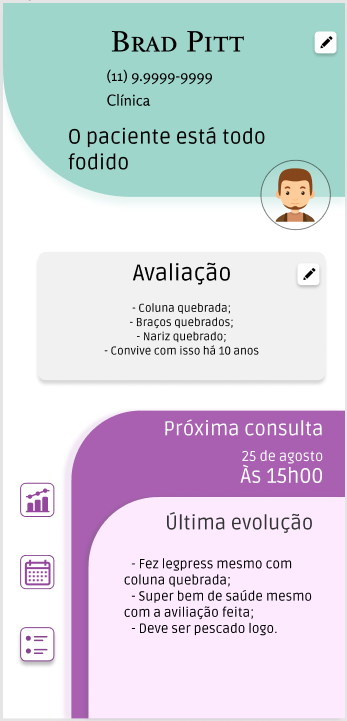 Brad Pitt
(11) 9.9999-9999
Clínica
O paciente está todo
fodido
Avaliação
- Coluna quebrada;
- Braços quebrados;
- Nariz quebrado;
- Convive com isso há 10 anos
Próxima consulta
25 de agosto
Às 15h00
Última evolução
- Fez legpress mesmo com
coluna quebrada;
- Super bem de saúde mesmo
com a aviliação feita;
- Deve ser pescado logo.